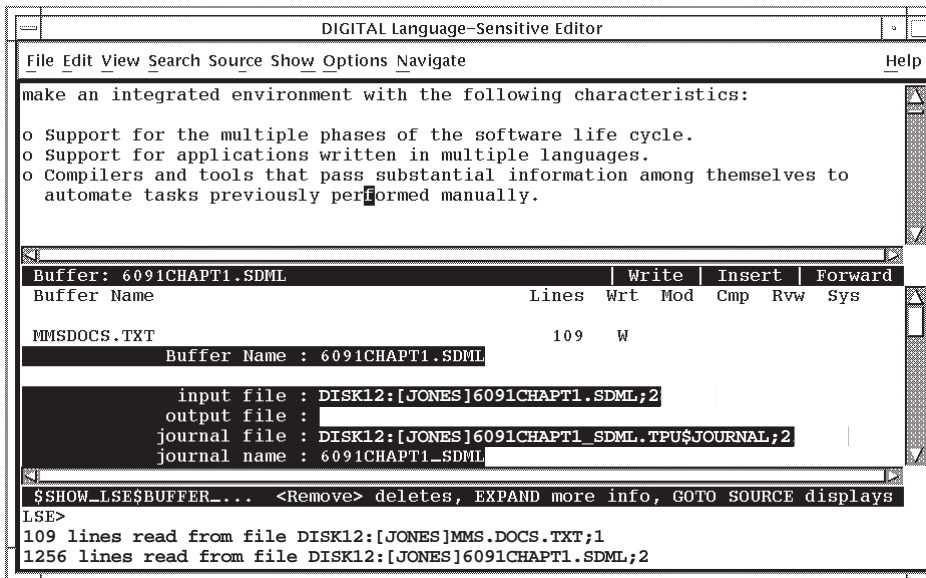 DIGITAL Language-Sensitive Editor
File Edit View Search Source Show Options Navigate Help
make an integrated environment with the following characteristics:
o Support for the multiple phases of the software life cycle.
o Support for applications written in multiple languages.
o Compilers and tools that pass substantial information among themselves to
automate tasks previously performed manually.
Buffer: 6091CHAPT1.SDML | Write | Insert | Forward
Buffer Name Lines Wrt Mod Cmp Rvw Sys
MMSDOCS.TXT 109 W
Buffer Name : 6091CHAPT1.SDML
input file : DISK12:[JONES]6091CHAPT1.SDML;2
output file :
journal file : DISK12:[JONES]6091CHAPT1_SDML.TPU$JOURNAL;2
journal name : 6091CHAPT1_SDML
$SHOW_LSE$BUFFER_... <Remove> deletes, EXPAND more info, GOTO SOURCE displays
LSE>
109 lines read from file DISK12:[JONES]MMS.DOCS.TXT;1
1256 lines read from file DISK12:[JONES]6091CHAPT1.SDML;2